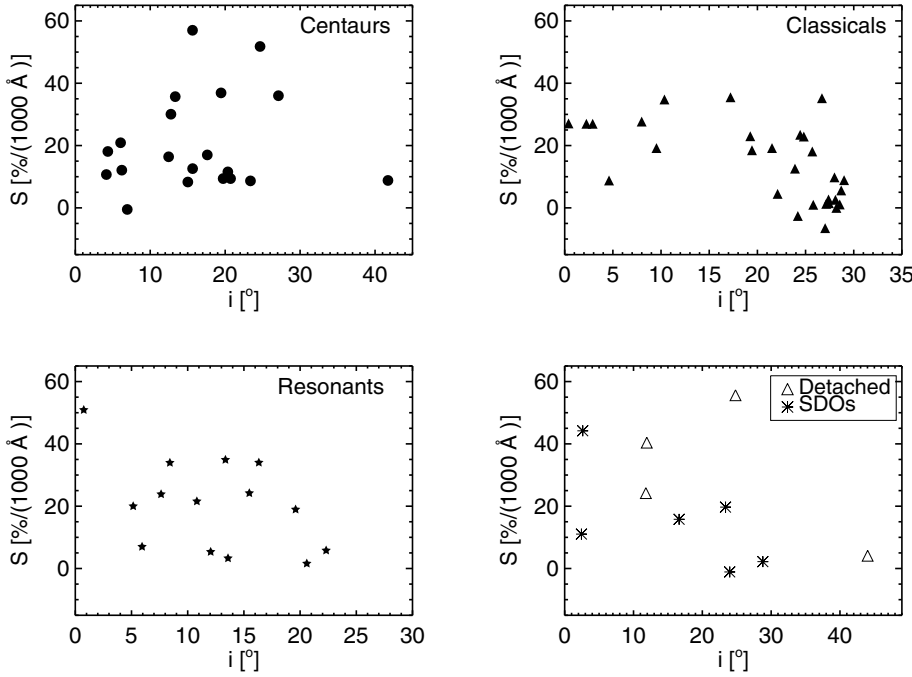 Centaurs
S [%/(1000 Å )]
60
40
20
0
0 10 20 30 40
i [°]
Classicals
S [%/(1000 Å )]
60
40
20
0
0 5 10 15 20 25 30 35
i [°]
Resonants
S [%/(1000 Å )]
60
40
20
0
0 5 10 15 20 25 30
i [°]
Detached
SDOs
S [%/(1000 Å )]
60
40
20
0
0 10 20 30 40
i [°]